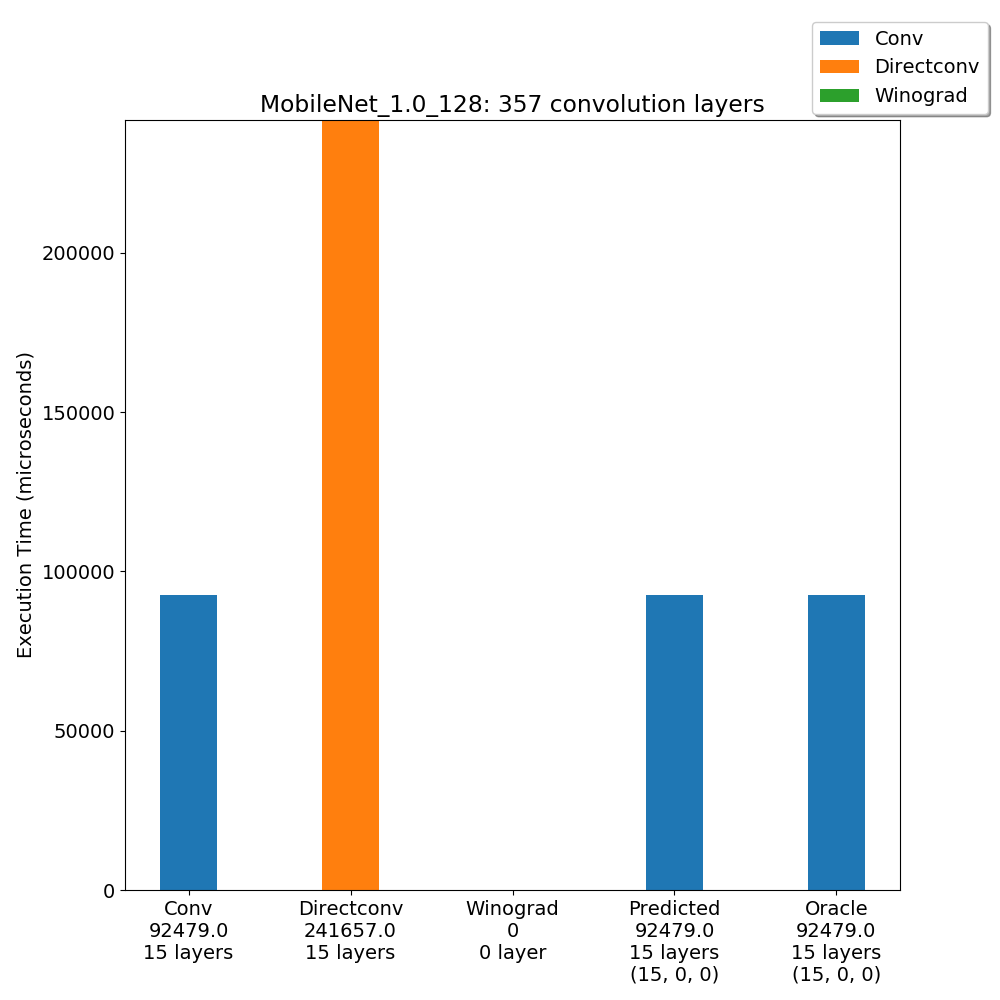 Conv
Directconv
Winograd
MobileNet_1.0_128: 357 convolution layers
Execution Time (microseconds)
200000
150000
100000
50000
0
Conv Directconv Winograd Predicted Oracle
92479.0 241657.0 0 92479.0 92479.0
15 layers 15 layers 0 layer 15 layers 15 layers
(15, 0, 0) (15, 0, 0)